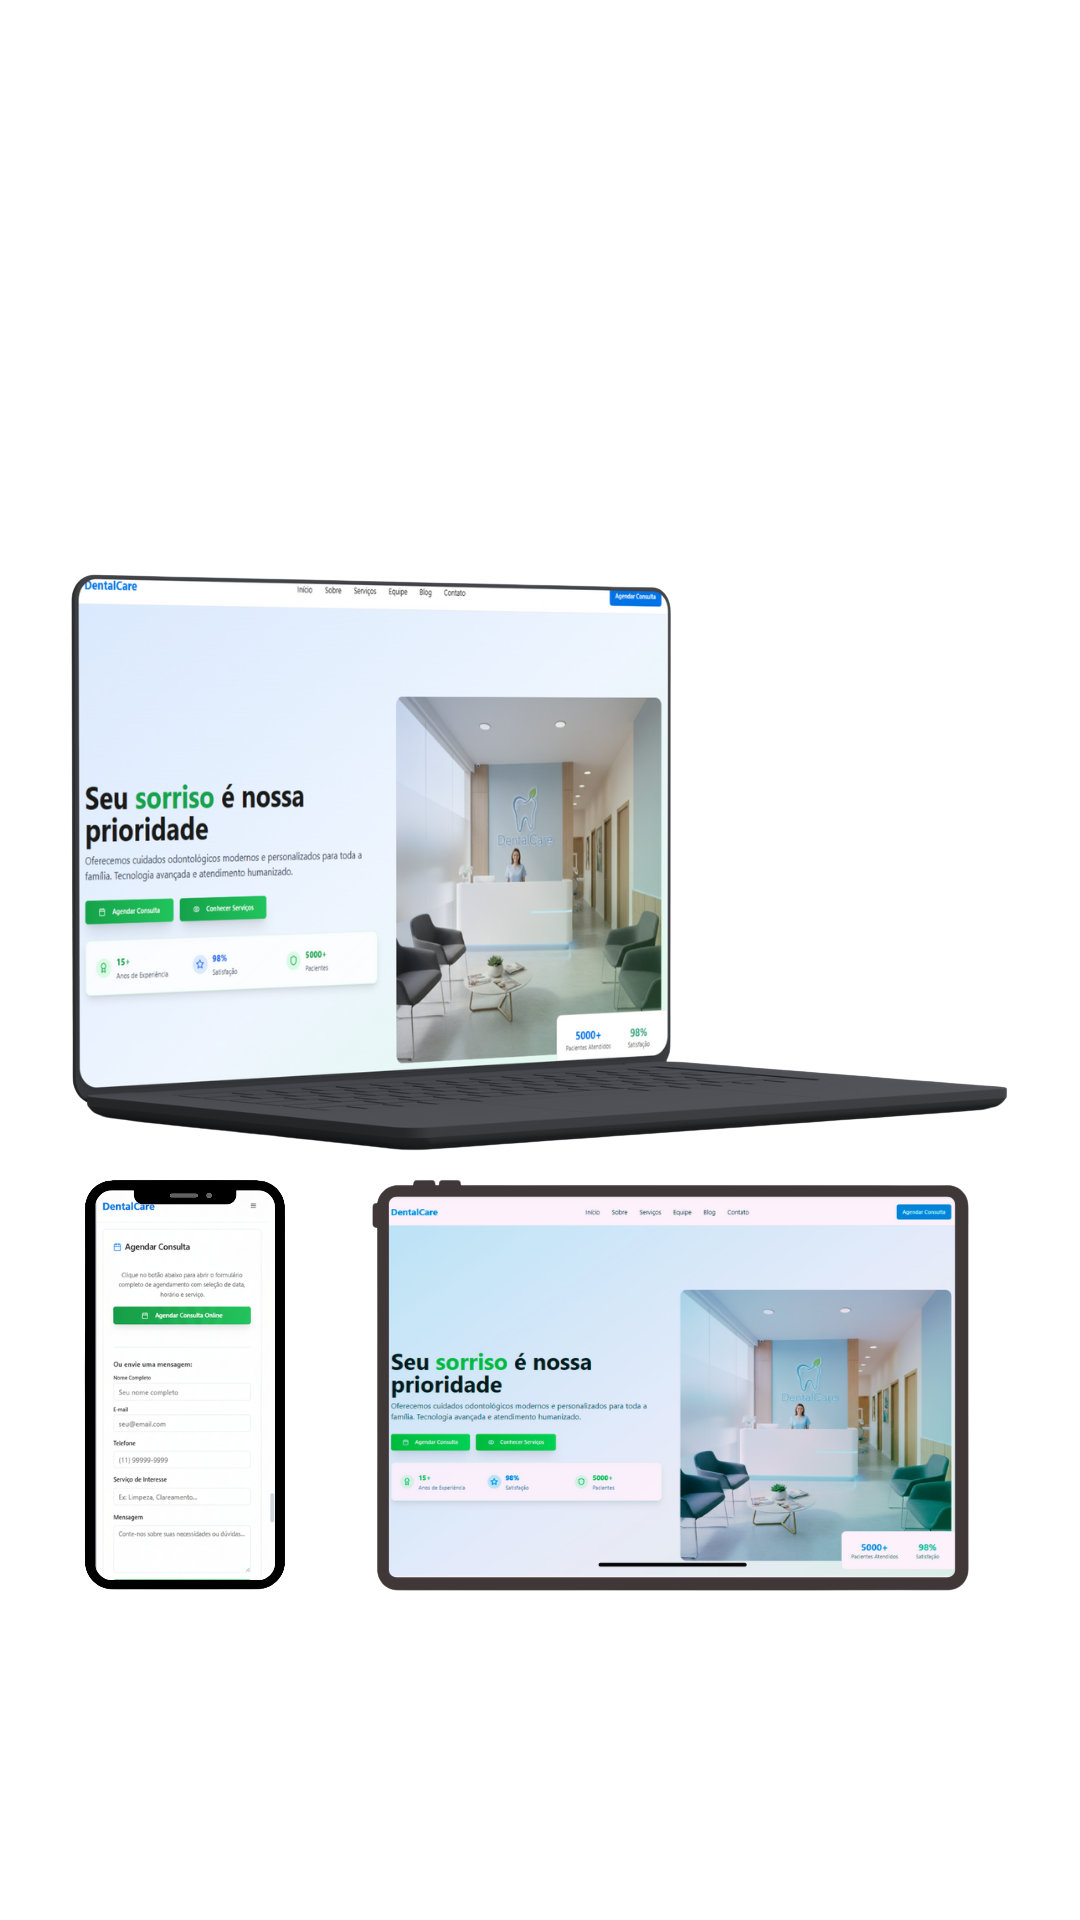 DentalCare
Início Sobre Serviços Equipe Blog Contato
Agendar Consulta
Seu sorriso é nossa
prioridade
Oferecemos cuidados odontológicos modernos e personalizados para toda a
família. Tecnologia avançada e atendimento humanizado.
Agendar Consulta
Conhecer Serviços
15+
Anos de Experiência
98%
Satisfação
5000+
Pacientes
DentalCare
5000+
Pacientes Atendidos
98%
Satisfação
DentalCare
Agendar Consulta
Clique no botão abaixo para abrir o formulário
completo de agendamento com seleção de data,
horário e serviço.
Agendar Consulta Online
Ou envie uma mensagem:
Nome Completo
Seu nome completo
E-mail
seu@email.com
Telefone
(11) 99999-9999
Serviço de Interesse
Ex: Limpeza, Clareamento...
Mensagem
Conte-nos sobre suas necessidades ou dúvidas...
DentalCare
Início Sobre Serviços Equipe Blog Contato
Agendar Consulta
Seu sorriso é nossa
prioridade
Oferecemos cuidados odontológicos modernos e personalizados para toda a
família. Tecnologia avançada e atendimento humanizado.
Agendar Consulta
Conhecer Serviços
15+
Anos de Experiência
98%
Satisfação
5000+
Pacientes
DentalCare
5000+
Pacientes Atendidos
98%
Satisfação